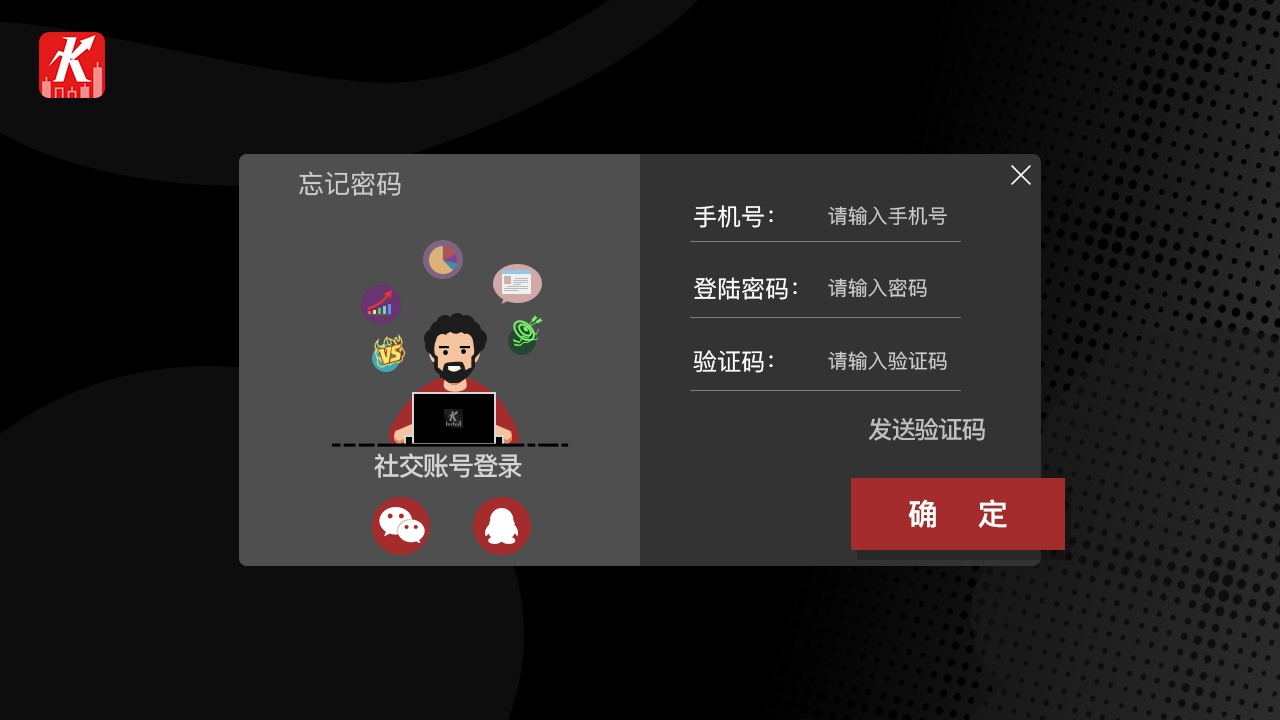 K
忘记密码
VS
K
社交账号登录
手机号： 请输入手机号
登陆密码： 请输入密码
验证码： 请输入验证码
发送验证码
确 定